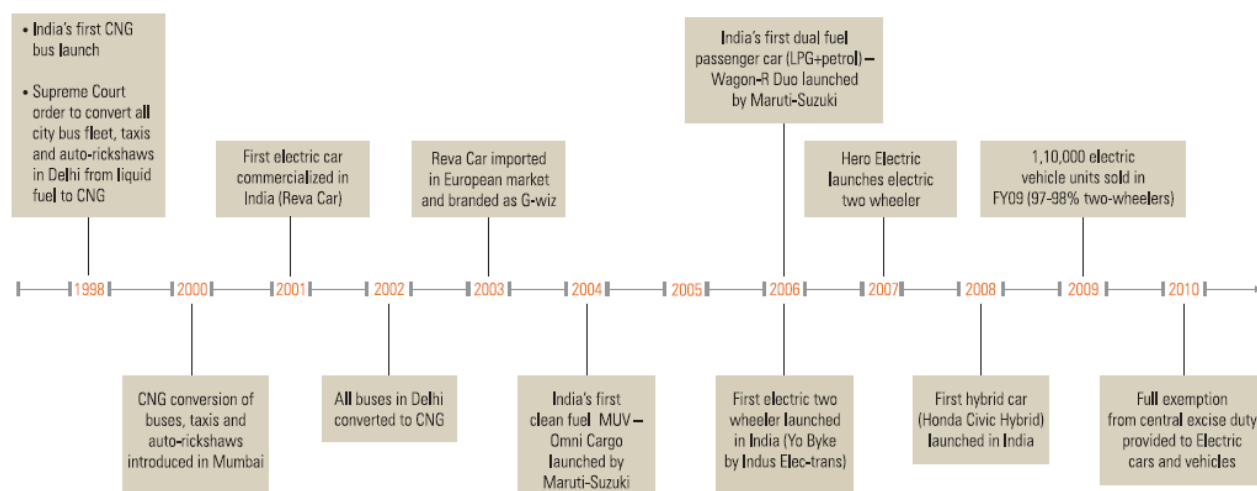 • India's first CNG
bus launch
• Supreme Court
order to convert all
city bus fleet, taxis
and auto-rickshaws
in Delhi from liquid
fuel to CNG
First electric car
commercialized in
India (Reva Car)
Reva Car imported
in European market
and branded as G-wiz
India's first dual fuel
passenger car (LPG+petrol) –
Wagon-R Duo launched
by Maruti-Suzuki
Hero Electric
launches electric
two wheeler
1,10,000 electric
vehicle units sold in
FY09 (97-98% two-wheelers)
1998 2000 2001 2002 2003 2004 2005 2006 2007 2008 2009 2010
CNG conversion of
buses, taxis and
auto-rickshaws
introduced in Mumbai
All buses in Delhi
converted to CNG
India's first
clean fuel MUV –
Omni Cargo
launched by
Maruti-Suzuki
First electric two
wheeler launched
in India (Yo Byke
by Indus Elec-trans)
First hybrid car
(Honda Civic Hybrid)
launched in India
Full exemption
from central excise duty
provided to Electric
cars and vehicles